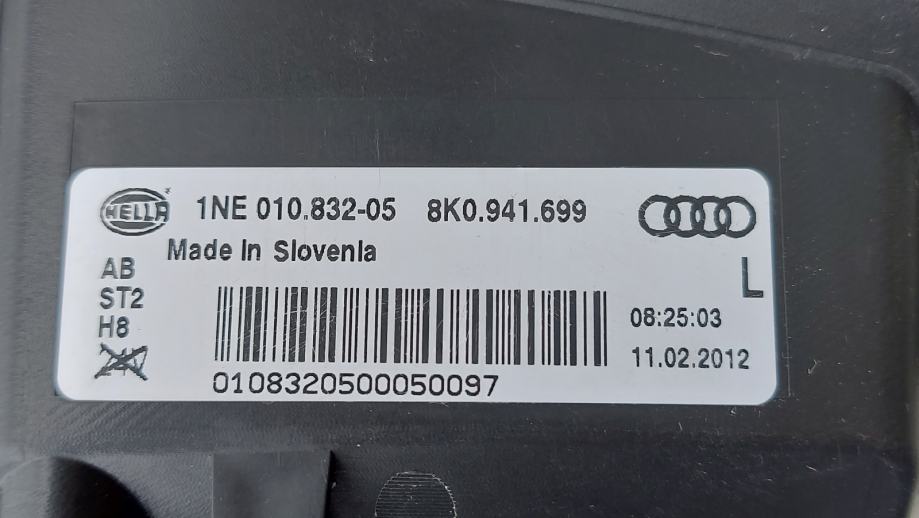 HELLA 1NE 010.832-05 8K0.941.699
Made In Slovenia
AB
L
ST2
H8
08:25:03
11.02.2012
0108320500050097